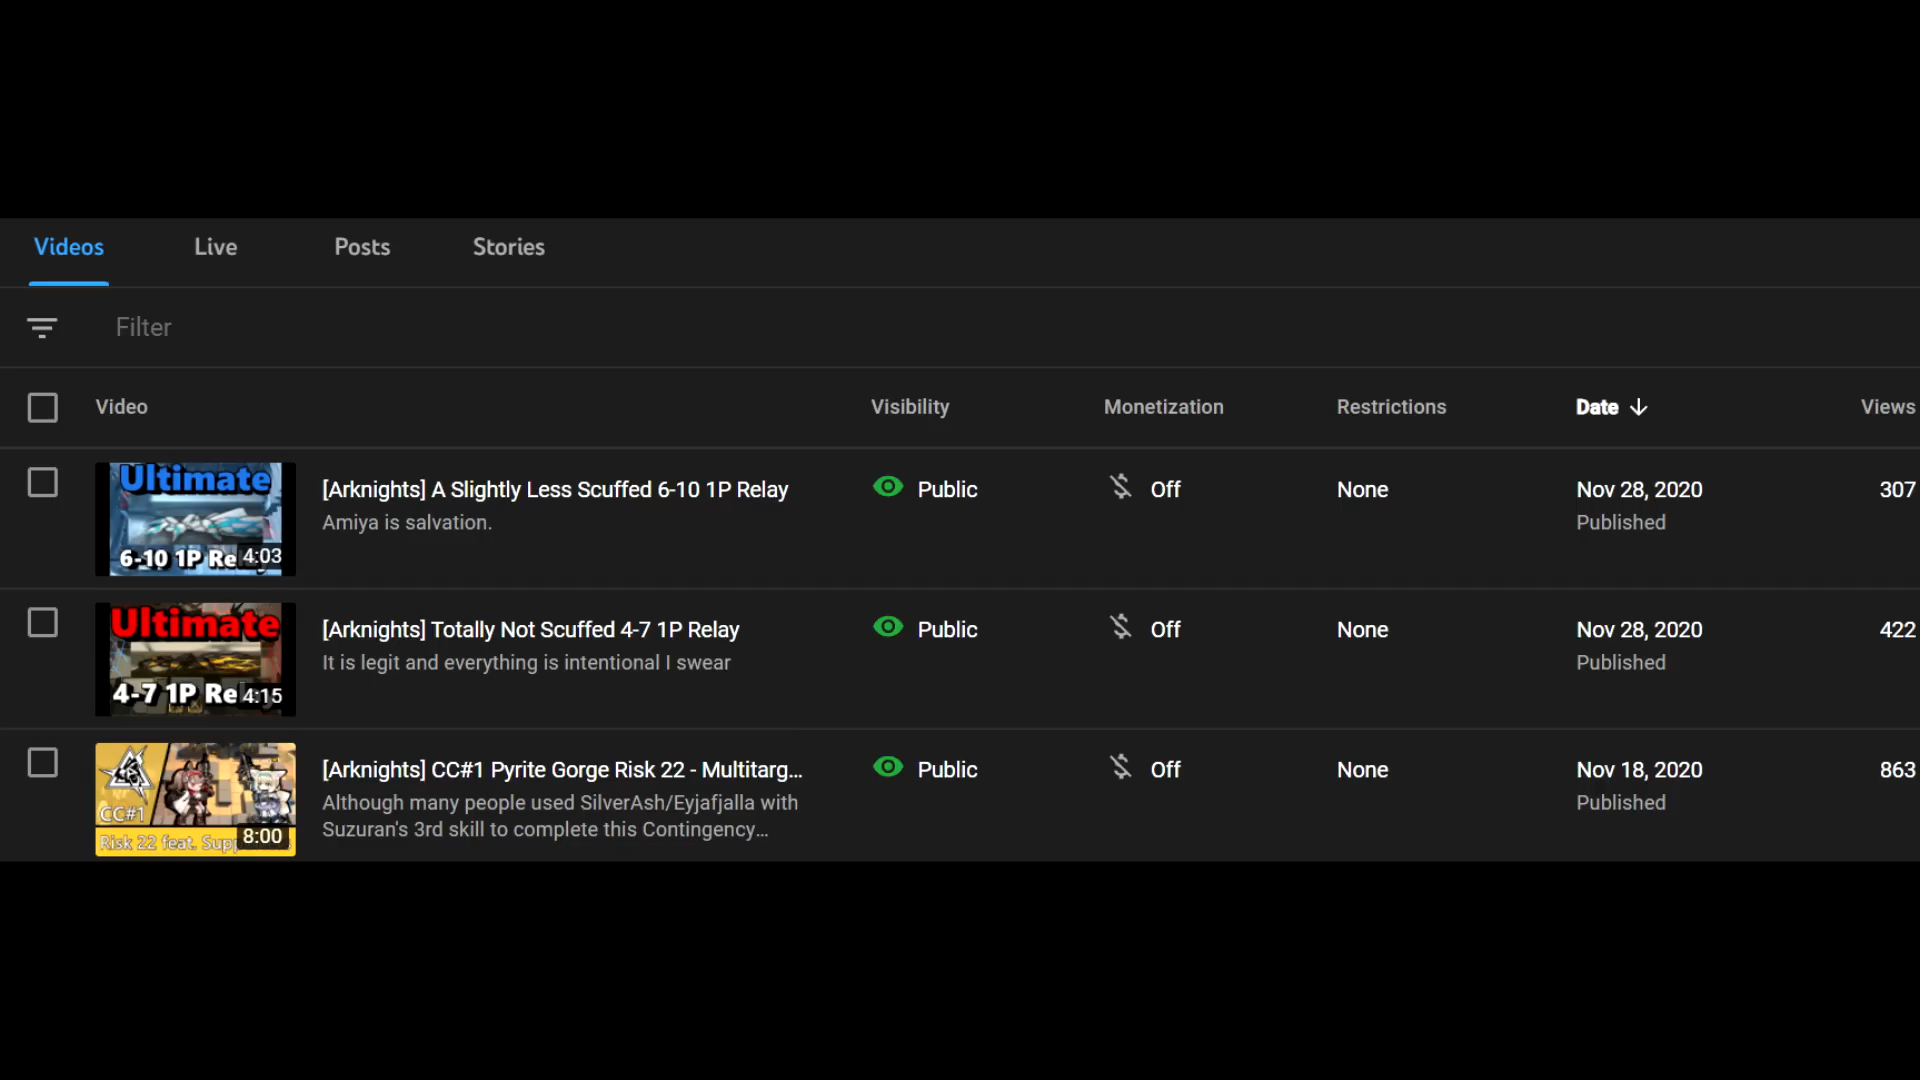 Videos Live Posts Stories
Filter
Video Visibility Monetization Restrictions Date Views
Ultimate
6-10 1P Re
4:03
[Arknights] A Slightly Less Scuffed 6-10 1P Relay Public Off None Nov 28, 2020 307
Amiya is salvation. Published
Ultimate
4-7 1P Re
4:15
[Arknights] Totally Not Scuffed 4-7 1P Relay Public Off None Nov 28, 2020 422
It is legit and everything is intentional I swear Published
CC#1
Risk 22 feat. Supp
8:00
[Arknights] CC#1 Pyrite Gorge Risk 22 - Multitarg... Public Off None Nov 18, 2020 863
Although many people used SilverAsh/Eyjafjalla with Published
Suzuran's 3rd skill to complete this Contingency...